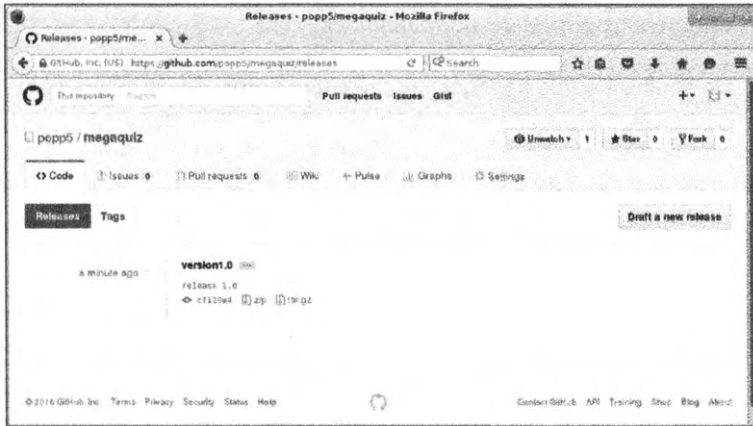 Releases - popp5/megaquiz - Mozilla Firefox
Releases - popp5/me... ×
GitHub, Inc. (US) https://github.com/popp5/megaquiz/releases Search
This repository Search Pull requests Issues Gist
popp5 / megaquiz Unwatch 1 Star 0 Fork 0
Code Issues 0 Pull requests 0 Wiki Pulse Graphs Settings
Releases Tags Draft a new release
a minute ago version1.0
release 1.0
cf129a4 zip tar.gz
© 2016 GitHub, Inc. Terms Privacy Security Status Help Contact GitHub API Training Shop Blog About